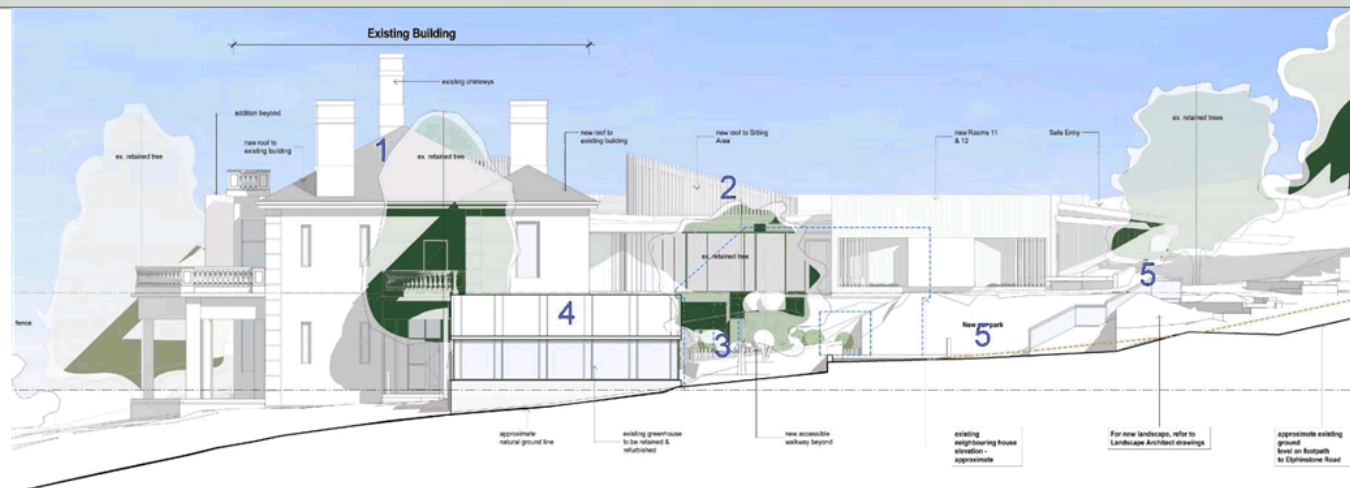 Existing Building
existing chimneys
addition beyond
new roof to
existing building
1
ex. retained tree
new roof to
existing building
new roof to Sitting
Area
2
new Rooms 11
& 12
Safe Entry
ex. retained trees
ex. retained tree
ex. retained tree
fence
4
3
5
New carpark
5
approximate
natural ground line
existing greenhouse
to be retained &
refurbished
new accessible
walkway beyond
existing
neighbouring house
elevation -
approximate
For new landscape, refer to
Landscape Architect drawings
approximate existing
ground
level on footpath
to Elphinstone Road